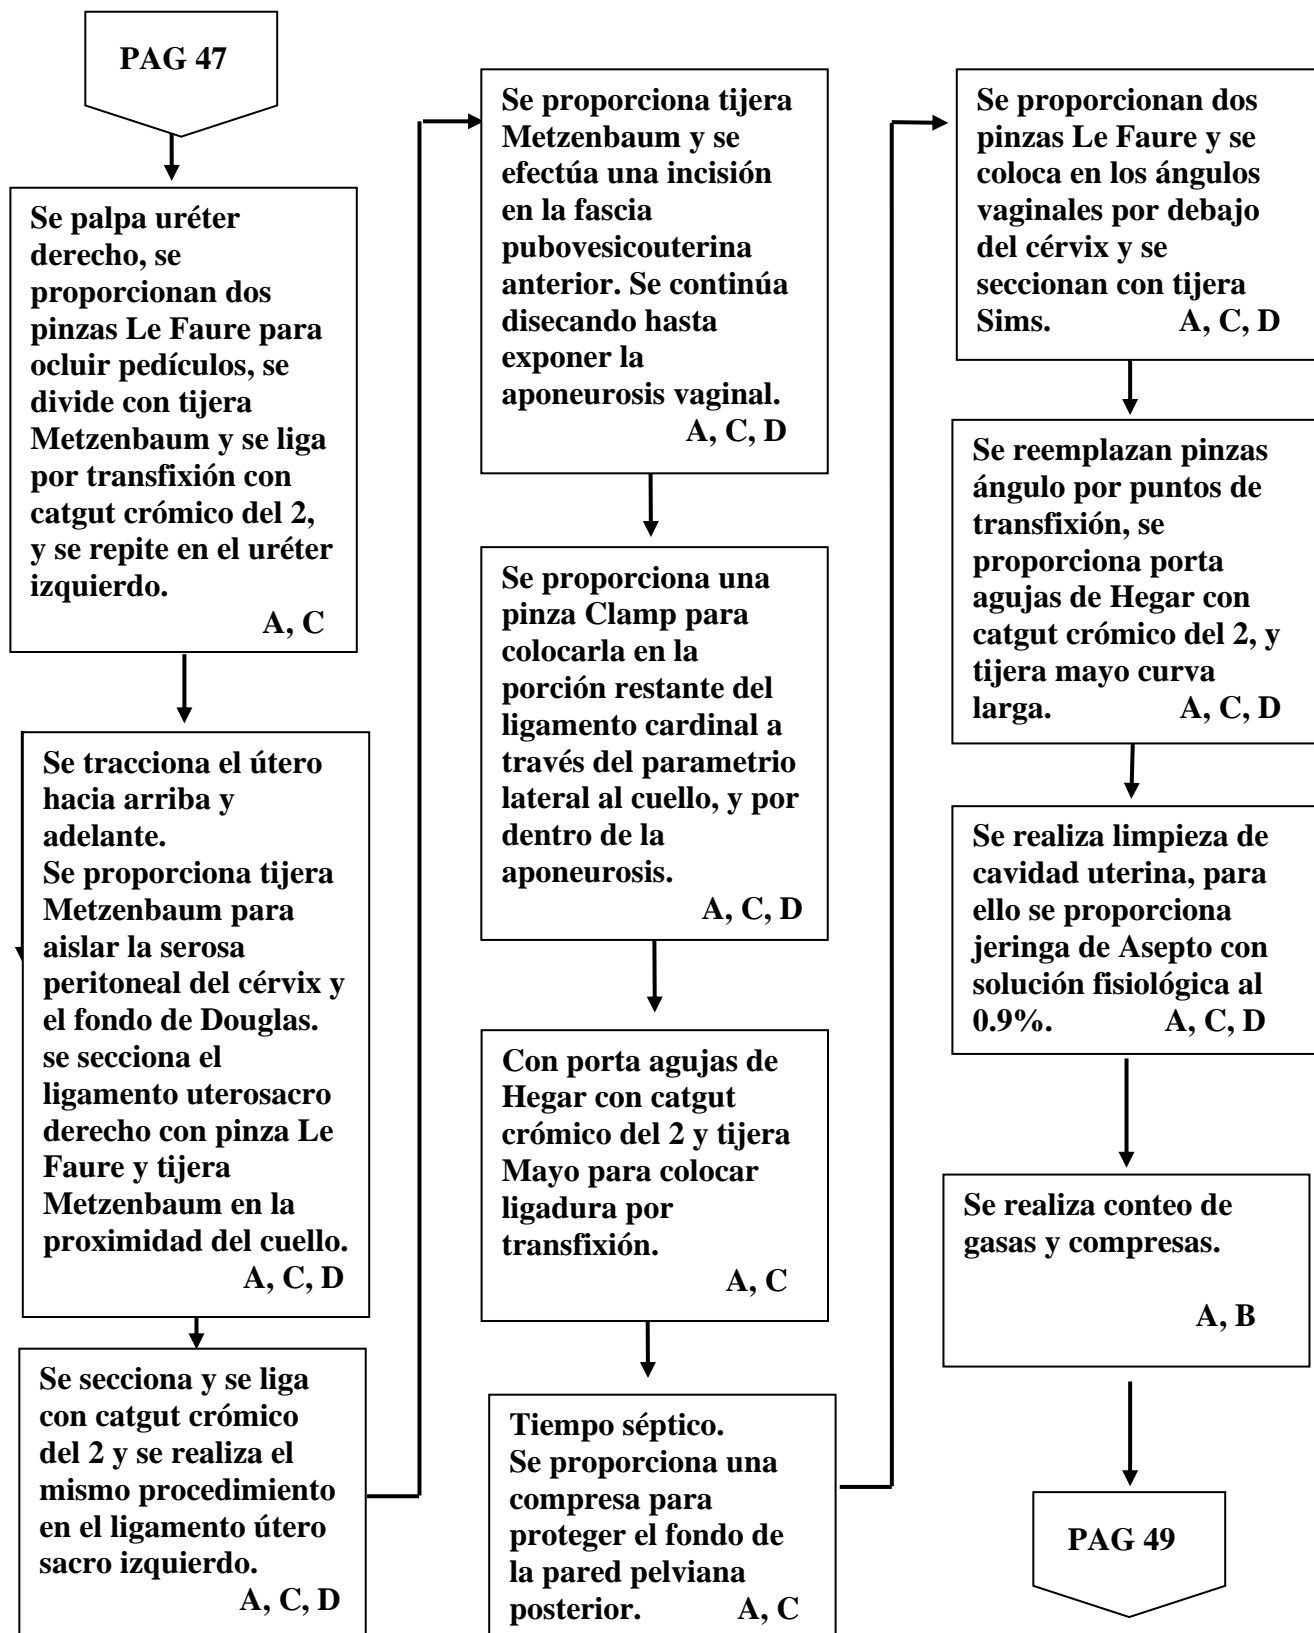 PAG 47
Se palpa uréter
derecho, se
proporcionan dos
pinzas Le Faure para
ocluir pedículos, se
divide con tijera
Metzenbaum y se liga
por transfixión con
catgut crómico del 2,
y se repite en el uréter
izquierdo.
A, C
Se tracciona el útero
hacia arriba y
adelante.
Se proporciona tijera
Metzenbaum para
aislar la serosa
peritoneal del cérvix y
el fondo de Douglas.
se secciona el
ligamento uterosacro
derecho con pinza Le
Faure y tijera
Metzenbaum en la
proximidad del cuello.
A, C, D
Se secciona y se liga
con catgut crómico
del 2 y se realiza el
mismo procedimiento
en el ligamento útero
sacro izquierdo.
A, C, D
Se proporciona tijera
Metzenbaum y se
efectúa una incisión
en la fascia
pubovesicouterina
anterior. Se continúa
disecando hasta
exponer la
aponeurosis vaginal.
A, C, D
Se proporciona una
pinza Clamp para
colocarla en la
porción restante del
ligamento cardinal a
través del parametrio
lateral al cuello, y por
dentro de la
aponeurosis.
A, C, D
Con porta agujas de
Hegar con catgut
crómico del 2 y tijera
Mayo para colocar
ligadura por
transfixión.
A, C
Tiempo séptico.
Se proporciona una
compresa para
proteger el fondo de
la pared pelviana
posterior. A, C
Se proporcionan dos
pinzas Le Faure y se
coloca en los ángulos
vaginales por debajo
del cérvix y se
seccionan con tijera
Sims. A, C, D
Se reemplazan pinzas
ángulo por puntos de
transfixión, se
proporciona porta
agujas de Hegar con
catgut crómico del 2, y
tijera mayo curva
larga. A, C, D
Se realiza limpieza de
cavidad uterina, para
ello se proporciona
jeringa de Asepto con
solución fisiológica al
0.9%. A, C, D
Se realiza conteo de
gasas y compresas.
A, B
PAG 49